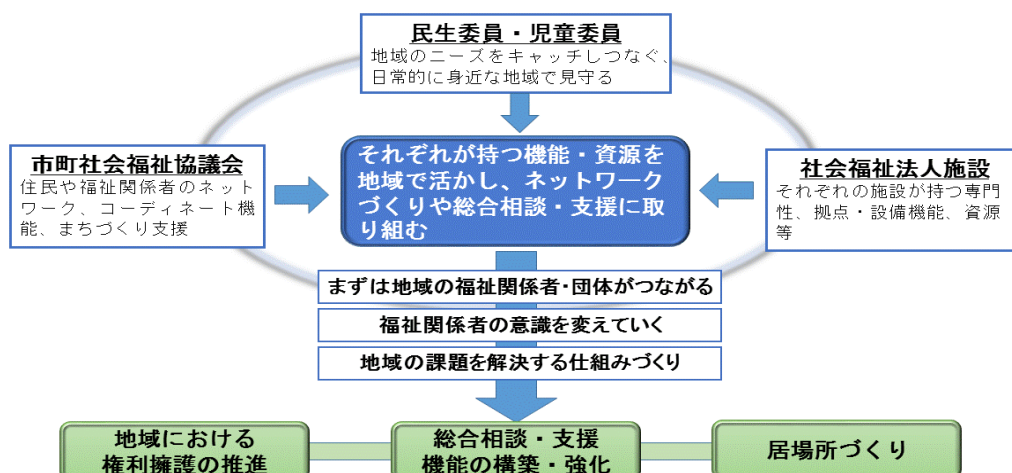 民生委員・児童委員
地域のニーズをキャッチしつなぐ、
日常的に身近な地域で見守る
市町社会福祉協議会
住民や福祉関係者のネット
ワーク、コーディネート機
能、まちづくり支援
それぞれが持つ機能・資源を
地域で活かし、ネットワーク
づくりや総合相談・支援に取
り組む
社会福祉法人施設
それぞれの施設が持つ専門
性、拠点・設備機能、資源
等
まずは地域の福祉関係者・団体がつながる
福祉関係者の意識を変えていく
地域の課題を解決する仕組みづくり
地域における
権利擁護の推進
総合相談・支援
機能の構築・強化
居場所づくり